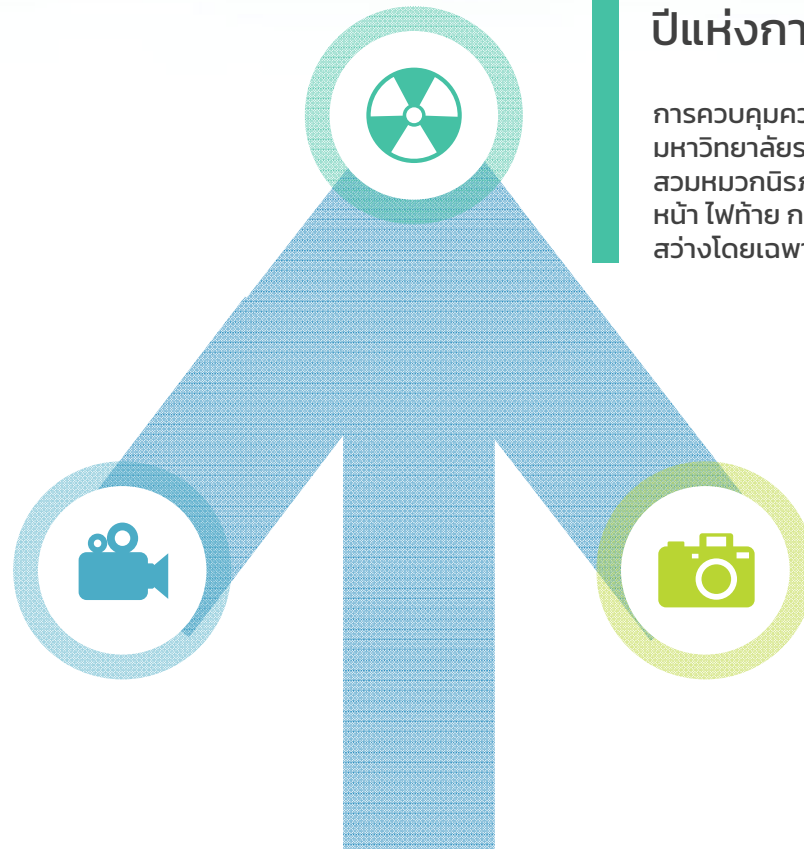 ปีแห่งกา
การควบคุมคว
มหาวิทยาลัยร
สวมหมวกนิรภ
หน้า ไฟท้าย ก
สว่างโดยเฉพา